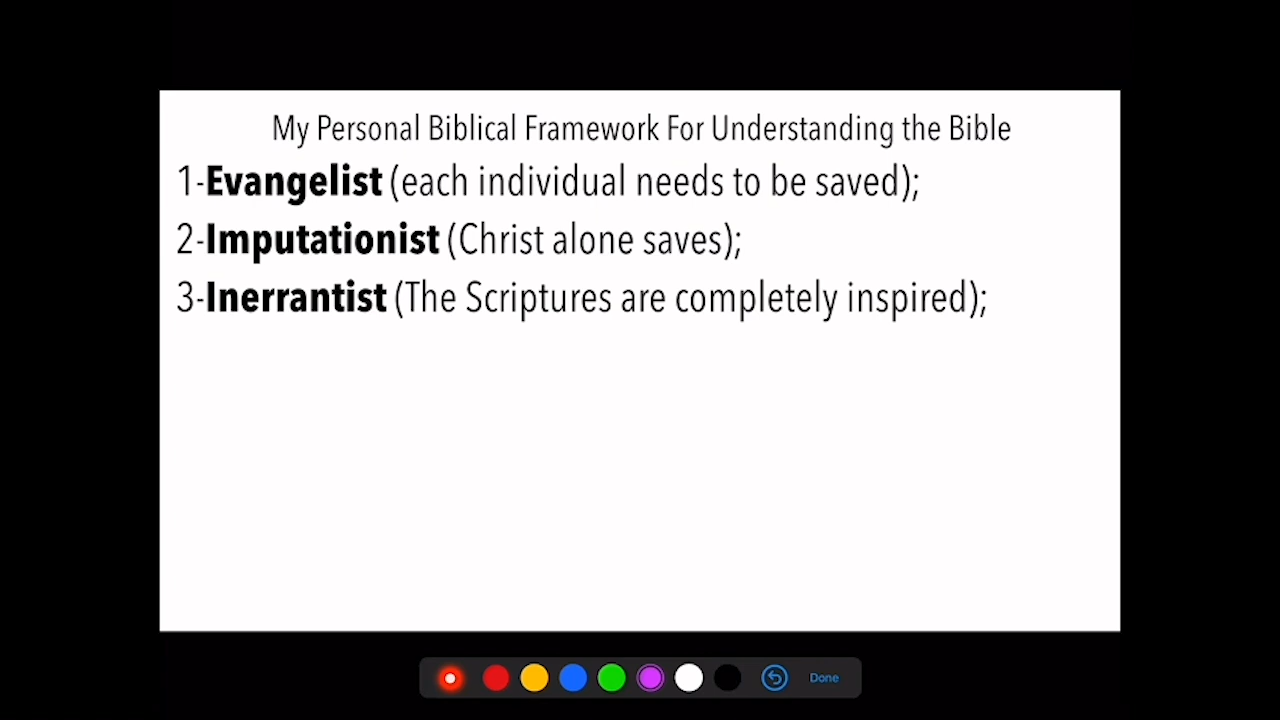 My Personal Biblical Framework For Understanding the Bible
1-Evangelist (each individual needs to be saved);
2-Imputationist (Christ alone saves);
3-Inerrantist (The Scriptures are completely inspired);
Done